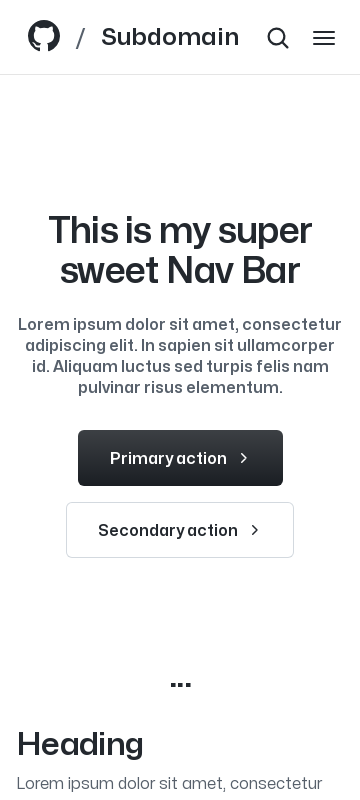 / Subdomain
This is my super
sweet Nav Bar
Lorem ipsum dolor sit amet, consectetur
adipiscing elit. In sapien sit ullamcorper
id. Aliquam luctus sed turpis felis nam
pulvinar risus elementum.
Primary action
Secondary action
...
Heading
Lorem ipsum dolor sit amet, consectetur